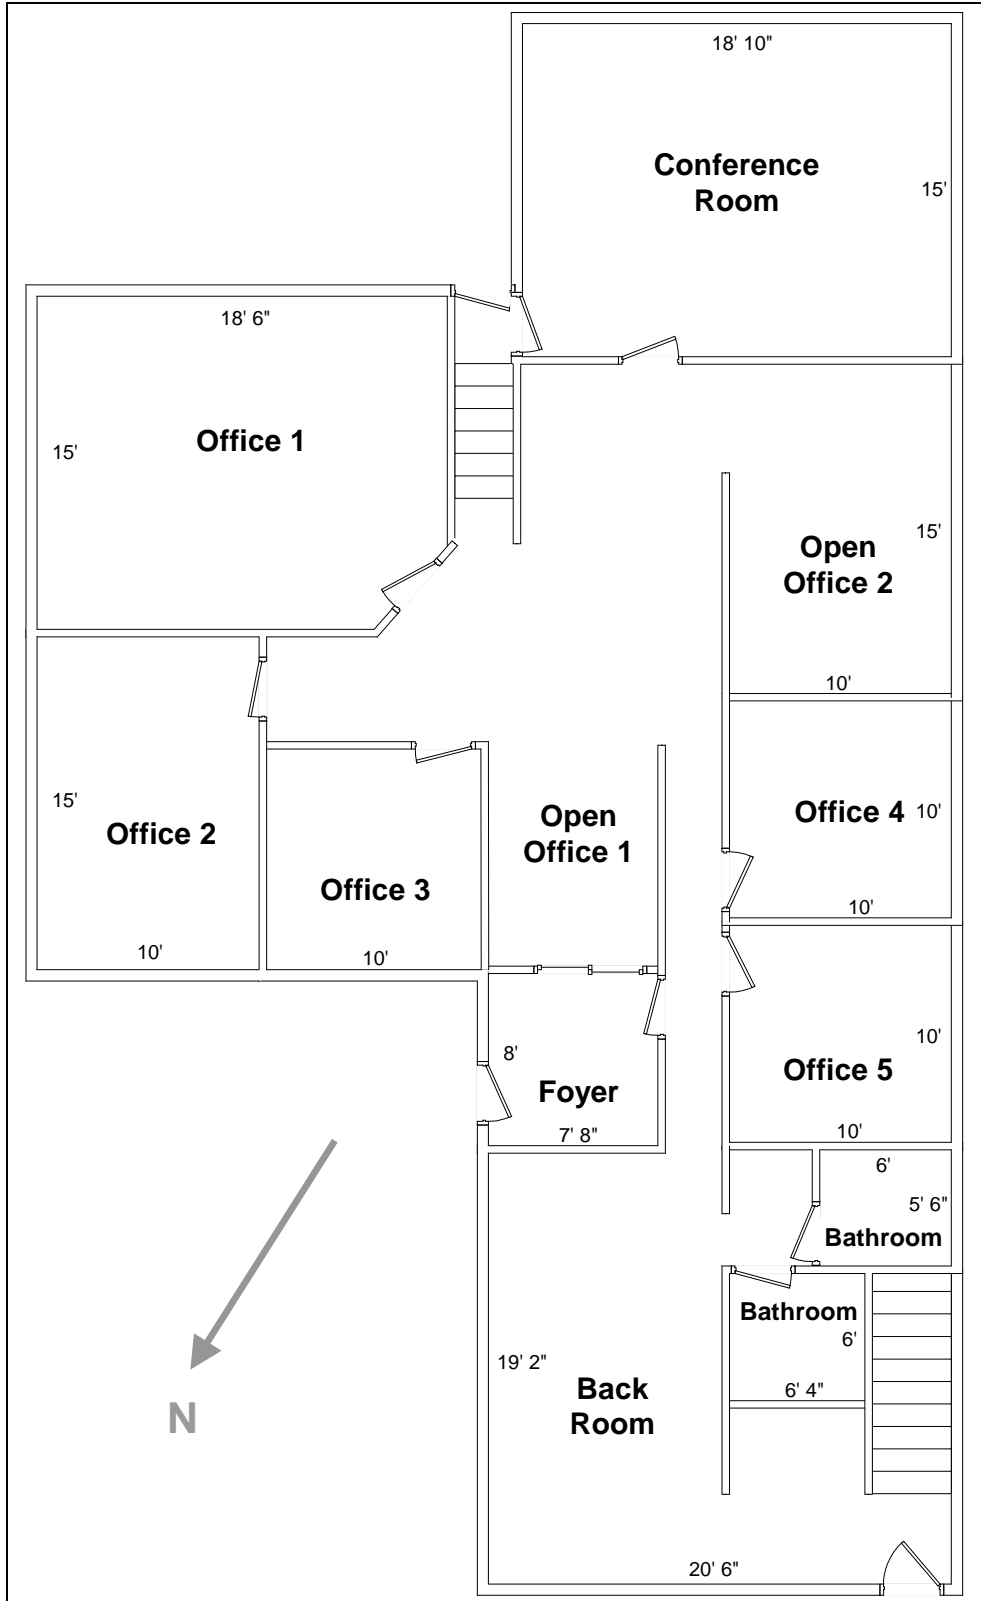 18' 10"
Conference
Room
15'
18' 6"
15'
Office 1
15'
Open
Office 2
10'
15'
Office 2
10'
Office 3
10'
Open
Office 1
Office 4
10'
10'
8'
Foyer
7' 8"
10'
Office 5
10'
6'
5' 6"
Bathroom
Bathroom
6'
6' 4"
19' 2"
Back
Room
20' 6"
N